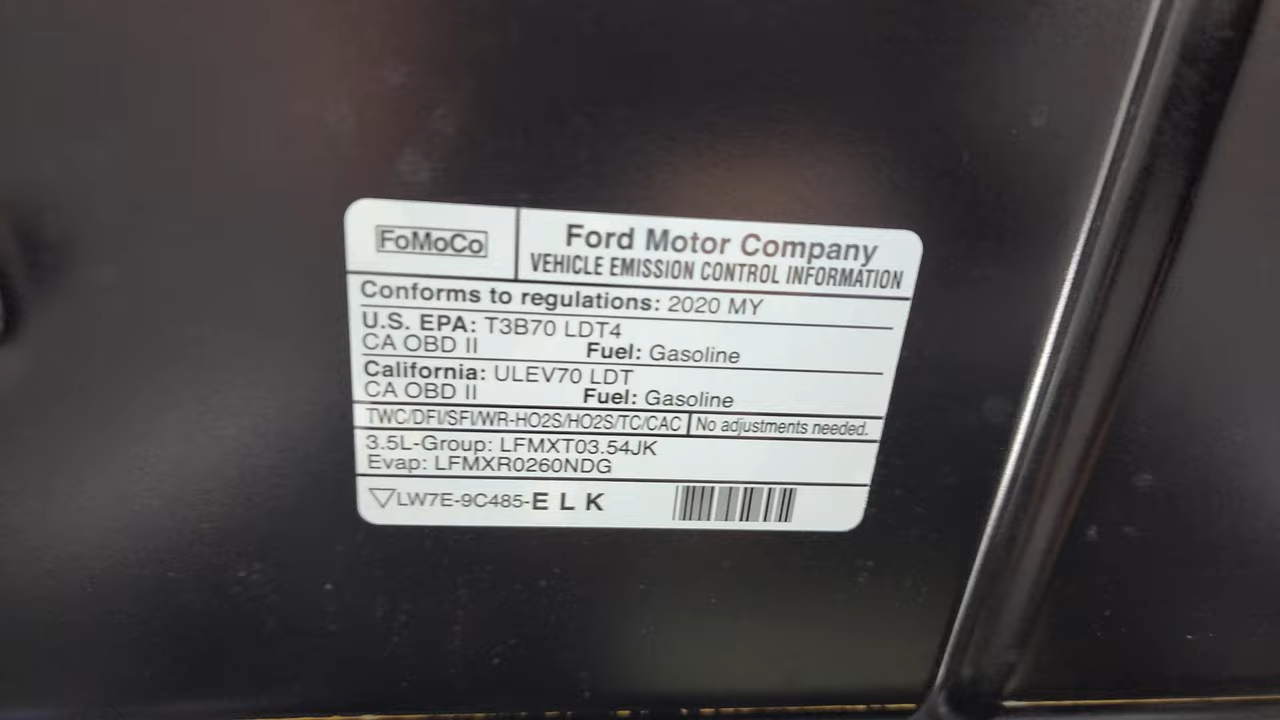 FoMoCo
Ford Motor Company
VEHICLE EMISSION CONTROL INFORMATION
Conforms to regulations: 2020 MY
U.S. EPA: T3B70 LDT4
CA OBD II Fuel: Gasoline
California: ULEV70 LDT
CA OBD II Fuel: Gasoline
TWC/DFI/SFI/WR-HO2S/HO2S/TC/CAC No adjustments needed.
3.5L-Group: LFMXT03.54JK
Evap: LFMXR0260NDG
LW7E-9C485-E L K